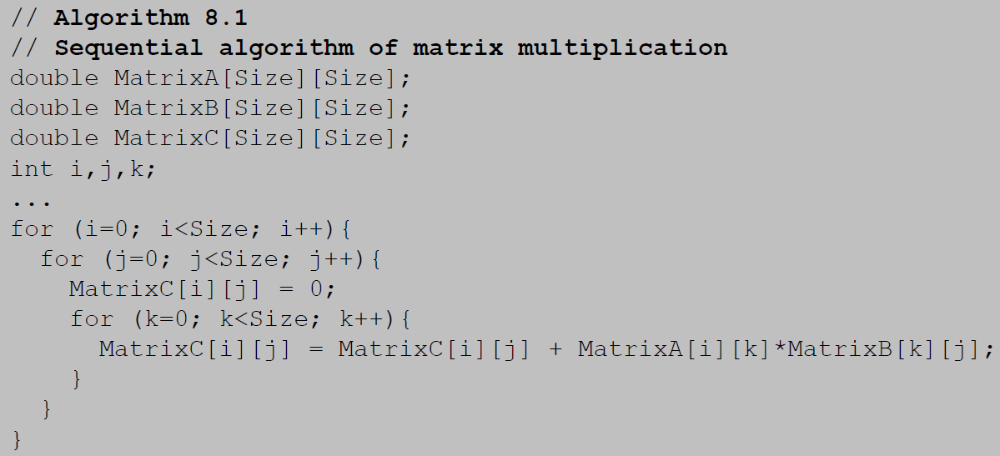 // Algorithm 8.1
// Sequential algorithm of matrix multiplication
double MatrixA[Size][Size];
double MatrixB[Size][Size];
double MatrixC[Size][Size];
int i,j,k;
...
for (i=0; i<Size; i++){
  for (j=0; j<Size; j++){
    MatrixC[i][j] = 0;
    for (k=0; k<Size; k++){
      MatrixC[i][j] = MatrixC[i][j] + MatrixA[i][k]*MatrixB[k][j];
    }
  }
}